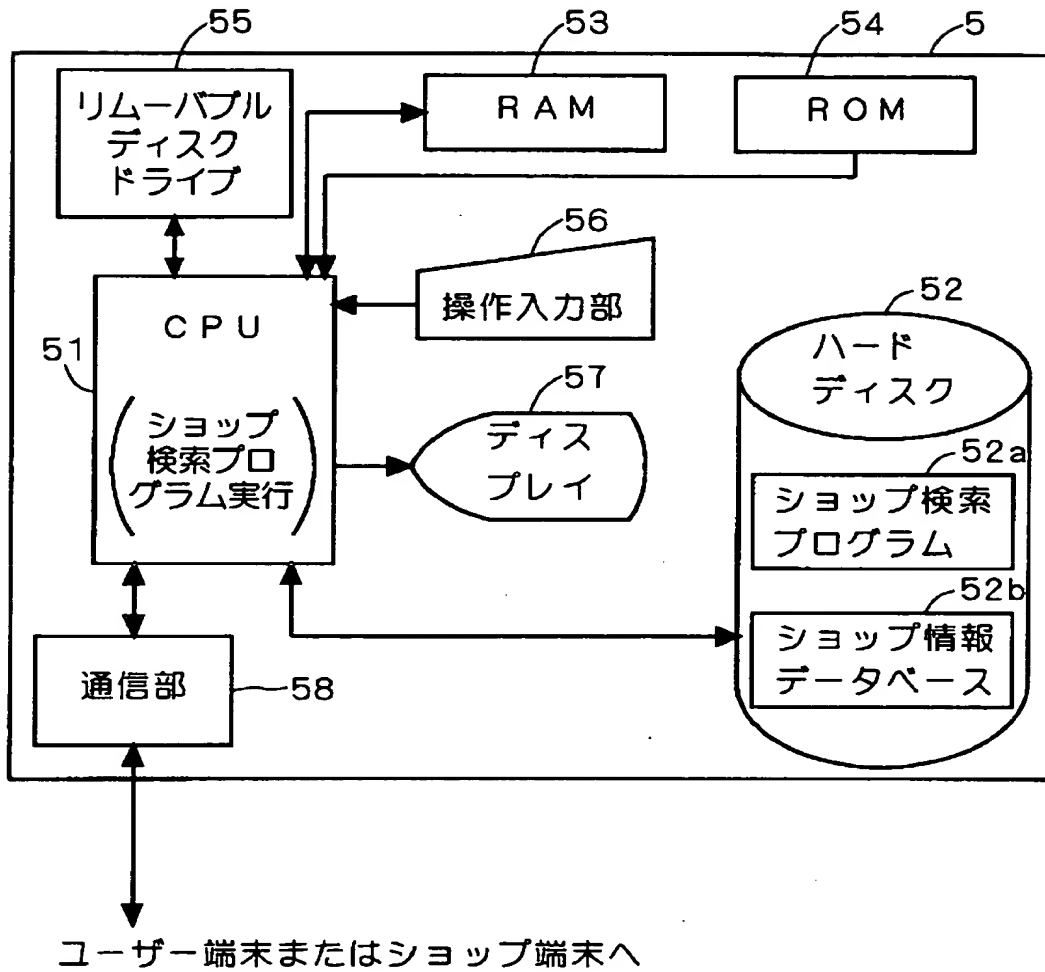 55
53
54
5
リムーバブル
ディスク
ドライブ
RAM
ROM
56
操作入力部
52
ハード
ディスク
51
CPU
ショップ
検索プロ
グラム実行
57
ディス
プレイ
52a
ショップ検索
プログラム
52b
ショップ情報
データベース
通信部
58
ユーザー端末またはショップ端末へ